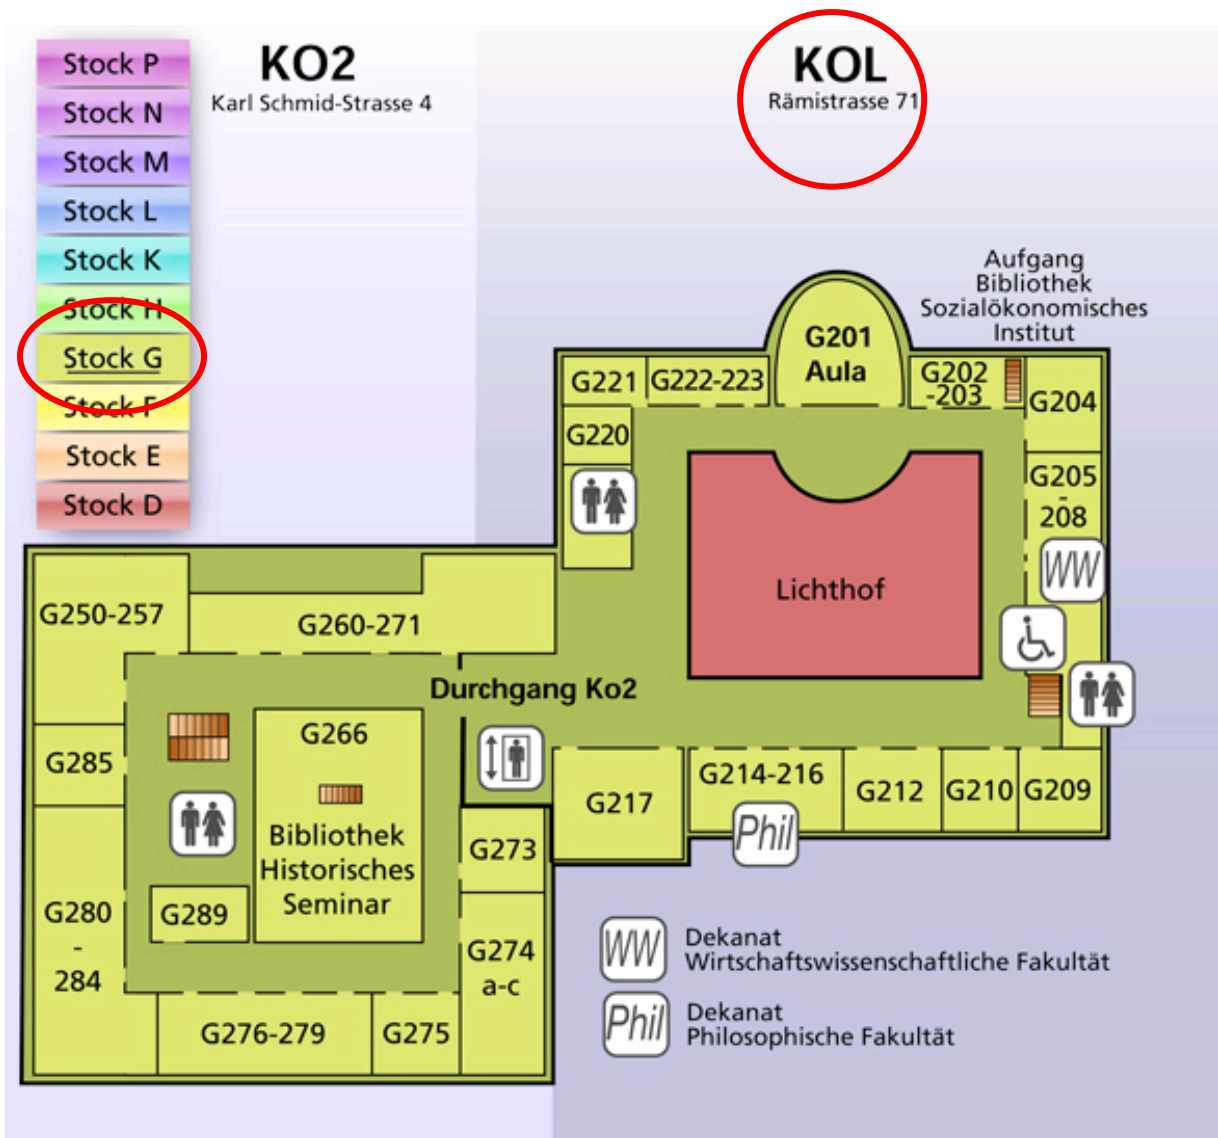 Stock P
Stock N
Stock M
Stock L
Stock K
Stock H
Stock G
Stock F
Stock E
Stock D
KO2
Karl Schmid-Strasse 4
KOL
Rämistrasse 71
Aufgang
Bibliothek
Sozialökonomisches
Institut
G201
Aula
G221
G222-223
G202
-203
G204
G220
G205
-
208
WW
Lichthof
G250-257
G260-271
Durchgang Ko2
G266
Bibliothek
Historisches
Seminar
G285
G217
G214-216
G212
G210
G209
Phil
G273
G289
G280
-
284
G274
a-c
G276-279
G275
WW
Dekanat
Wirtschaftswissenschaftliche Fakultät
Phil
Dekanat
Philosophische Fakultät